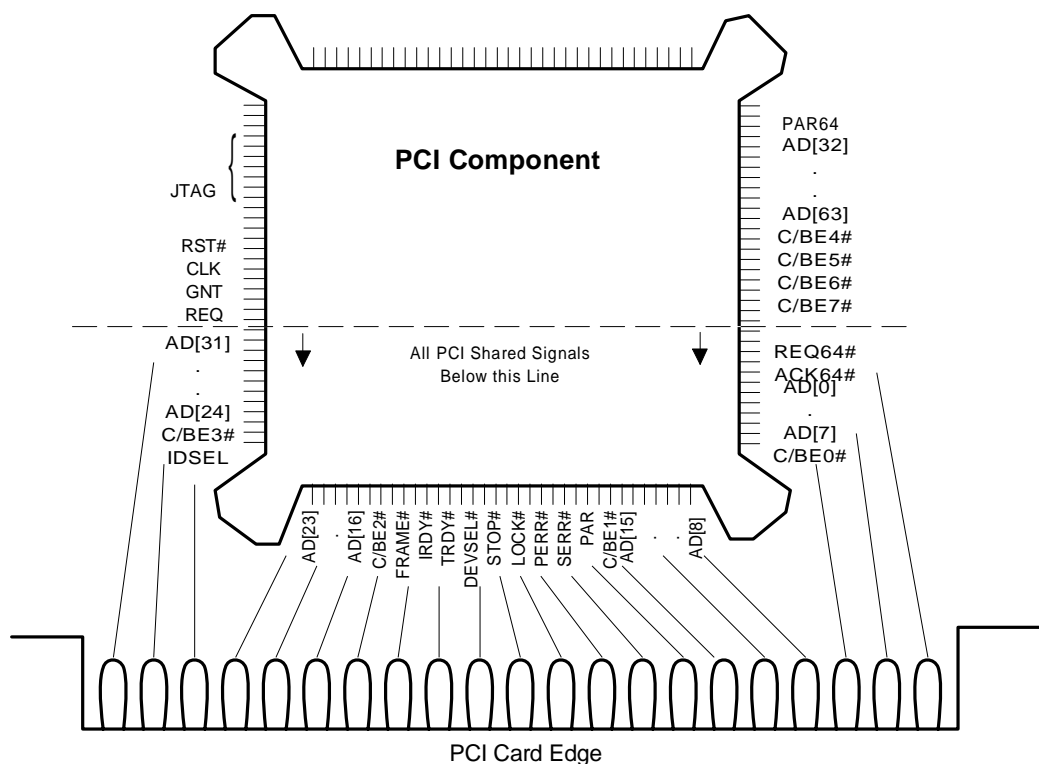 PCI Component
JTAG
RST#
CLK
GNT
REQ
AD[31]
.
.
AD[24]
C/BE3#
IDSEL
PAR64
AD[32]
.
.
AD[63]
C/BE4#
C/BE5#
C/BE6#
C/BE7#
All PCI Shared Signals
Below this Line
REQ64#
ACK64#
AD[0]
.
AD[7]
C/BE0#
AD[23]
.
AD[16]
C/BE2#
FRAME#
IRDY#
TRDY#
DEVSEL#
STOP#
LOCK#
PERR#
SERR#
PAR
C/BE1#
AD[15]
.
.
AD[8]
PCI Card Edge